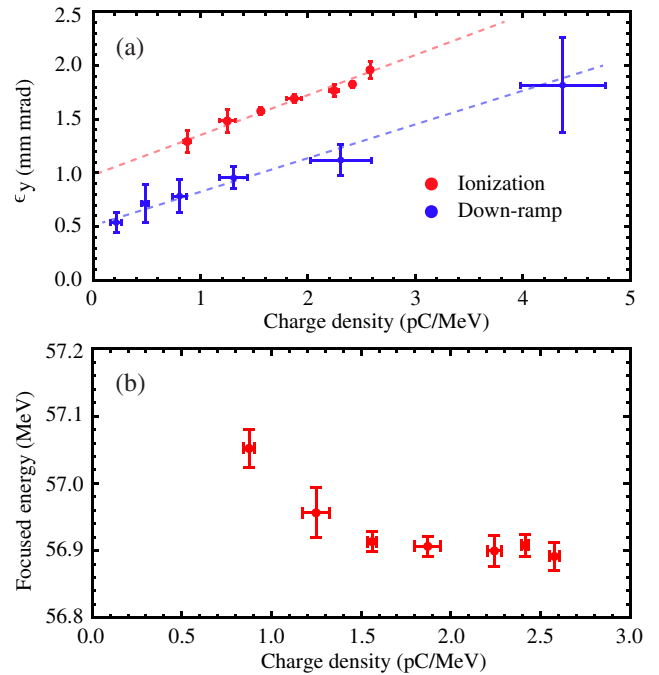 (a)
2.5
2.0
1.5
1.0
0.5
0.0
ϵy (mm mrad)
Ionization
Down-ramp
0 1 2 3 4 5
Charge density (pC/MeV)
(b)
57.2
57.1
57.0
56.9
56.8
Focused energy (MeV)
0.0 0.5 1.0 1.5 2.0 2.5 3.0
Charge density (pC/MeV)